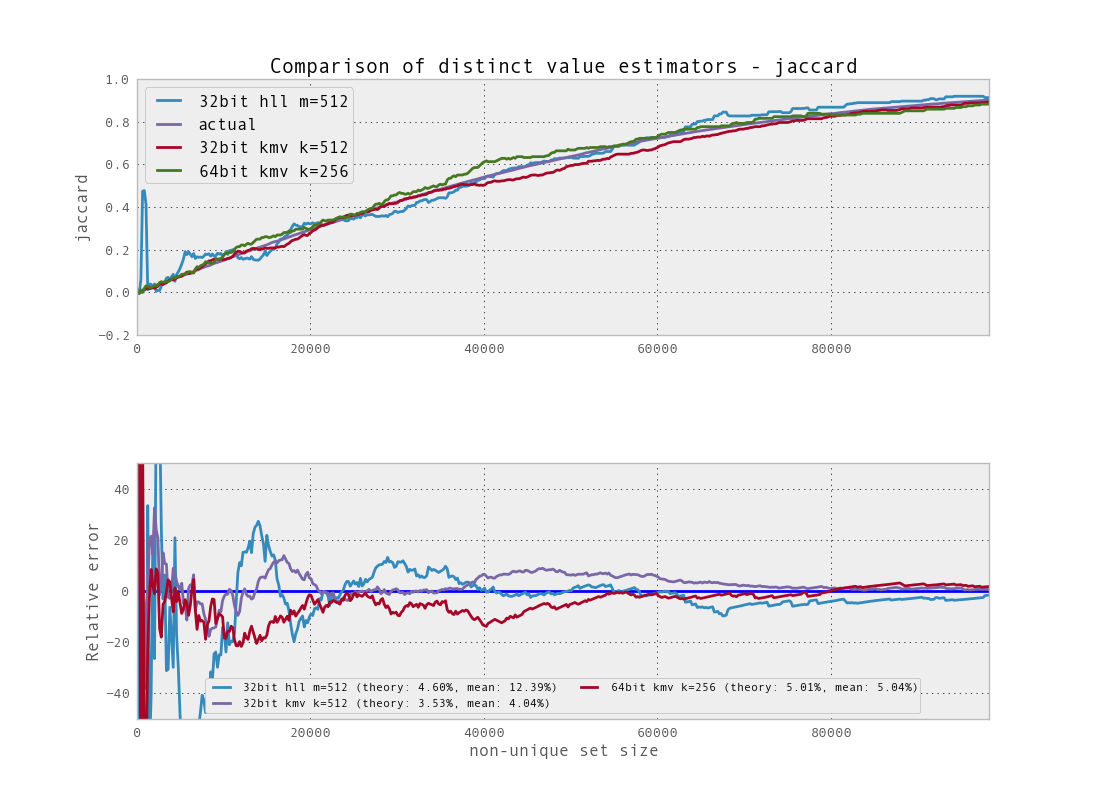 Comparison of distinct value estimators - jaccard
1.0
0.8
0.6
0.4
0.2
0.0
−0.2
jaccard
32bit hll m=512
actual
32bit kmv k=512
64bit kmv k=256
0 20000 40000 60000 80000
40
20
0
−20
−40
Relative error
32bit hll m=512 (theory: 4.60%, mean: 12.39%) 64bit kmv k=256 (theory: 5.01%, mean: 5.04%)
32bit kmv k=512 (theory: 3.53%, mean: 4.04%)
0 20000 40000 60000 80000
non-unique set size